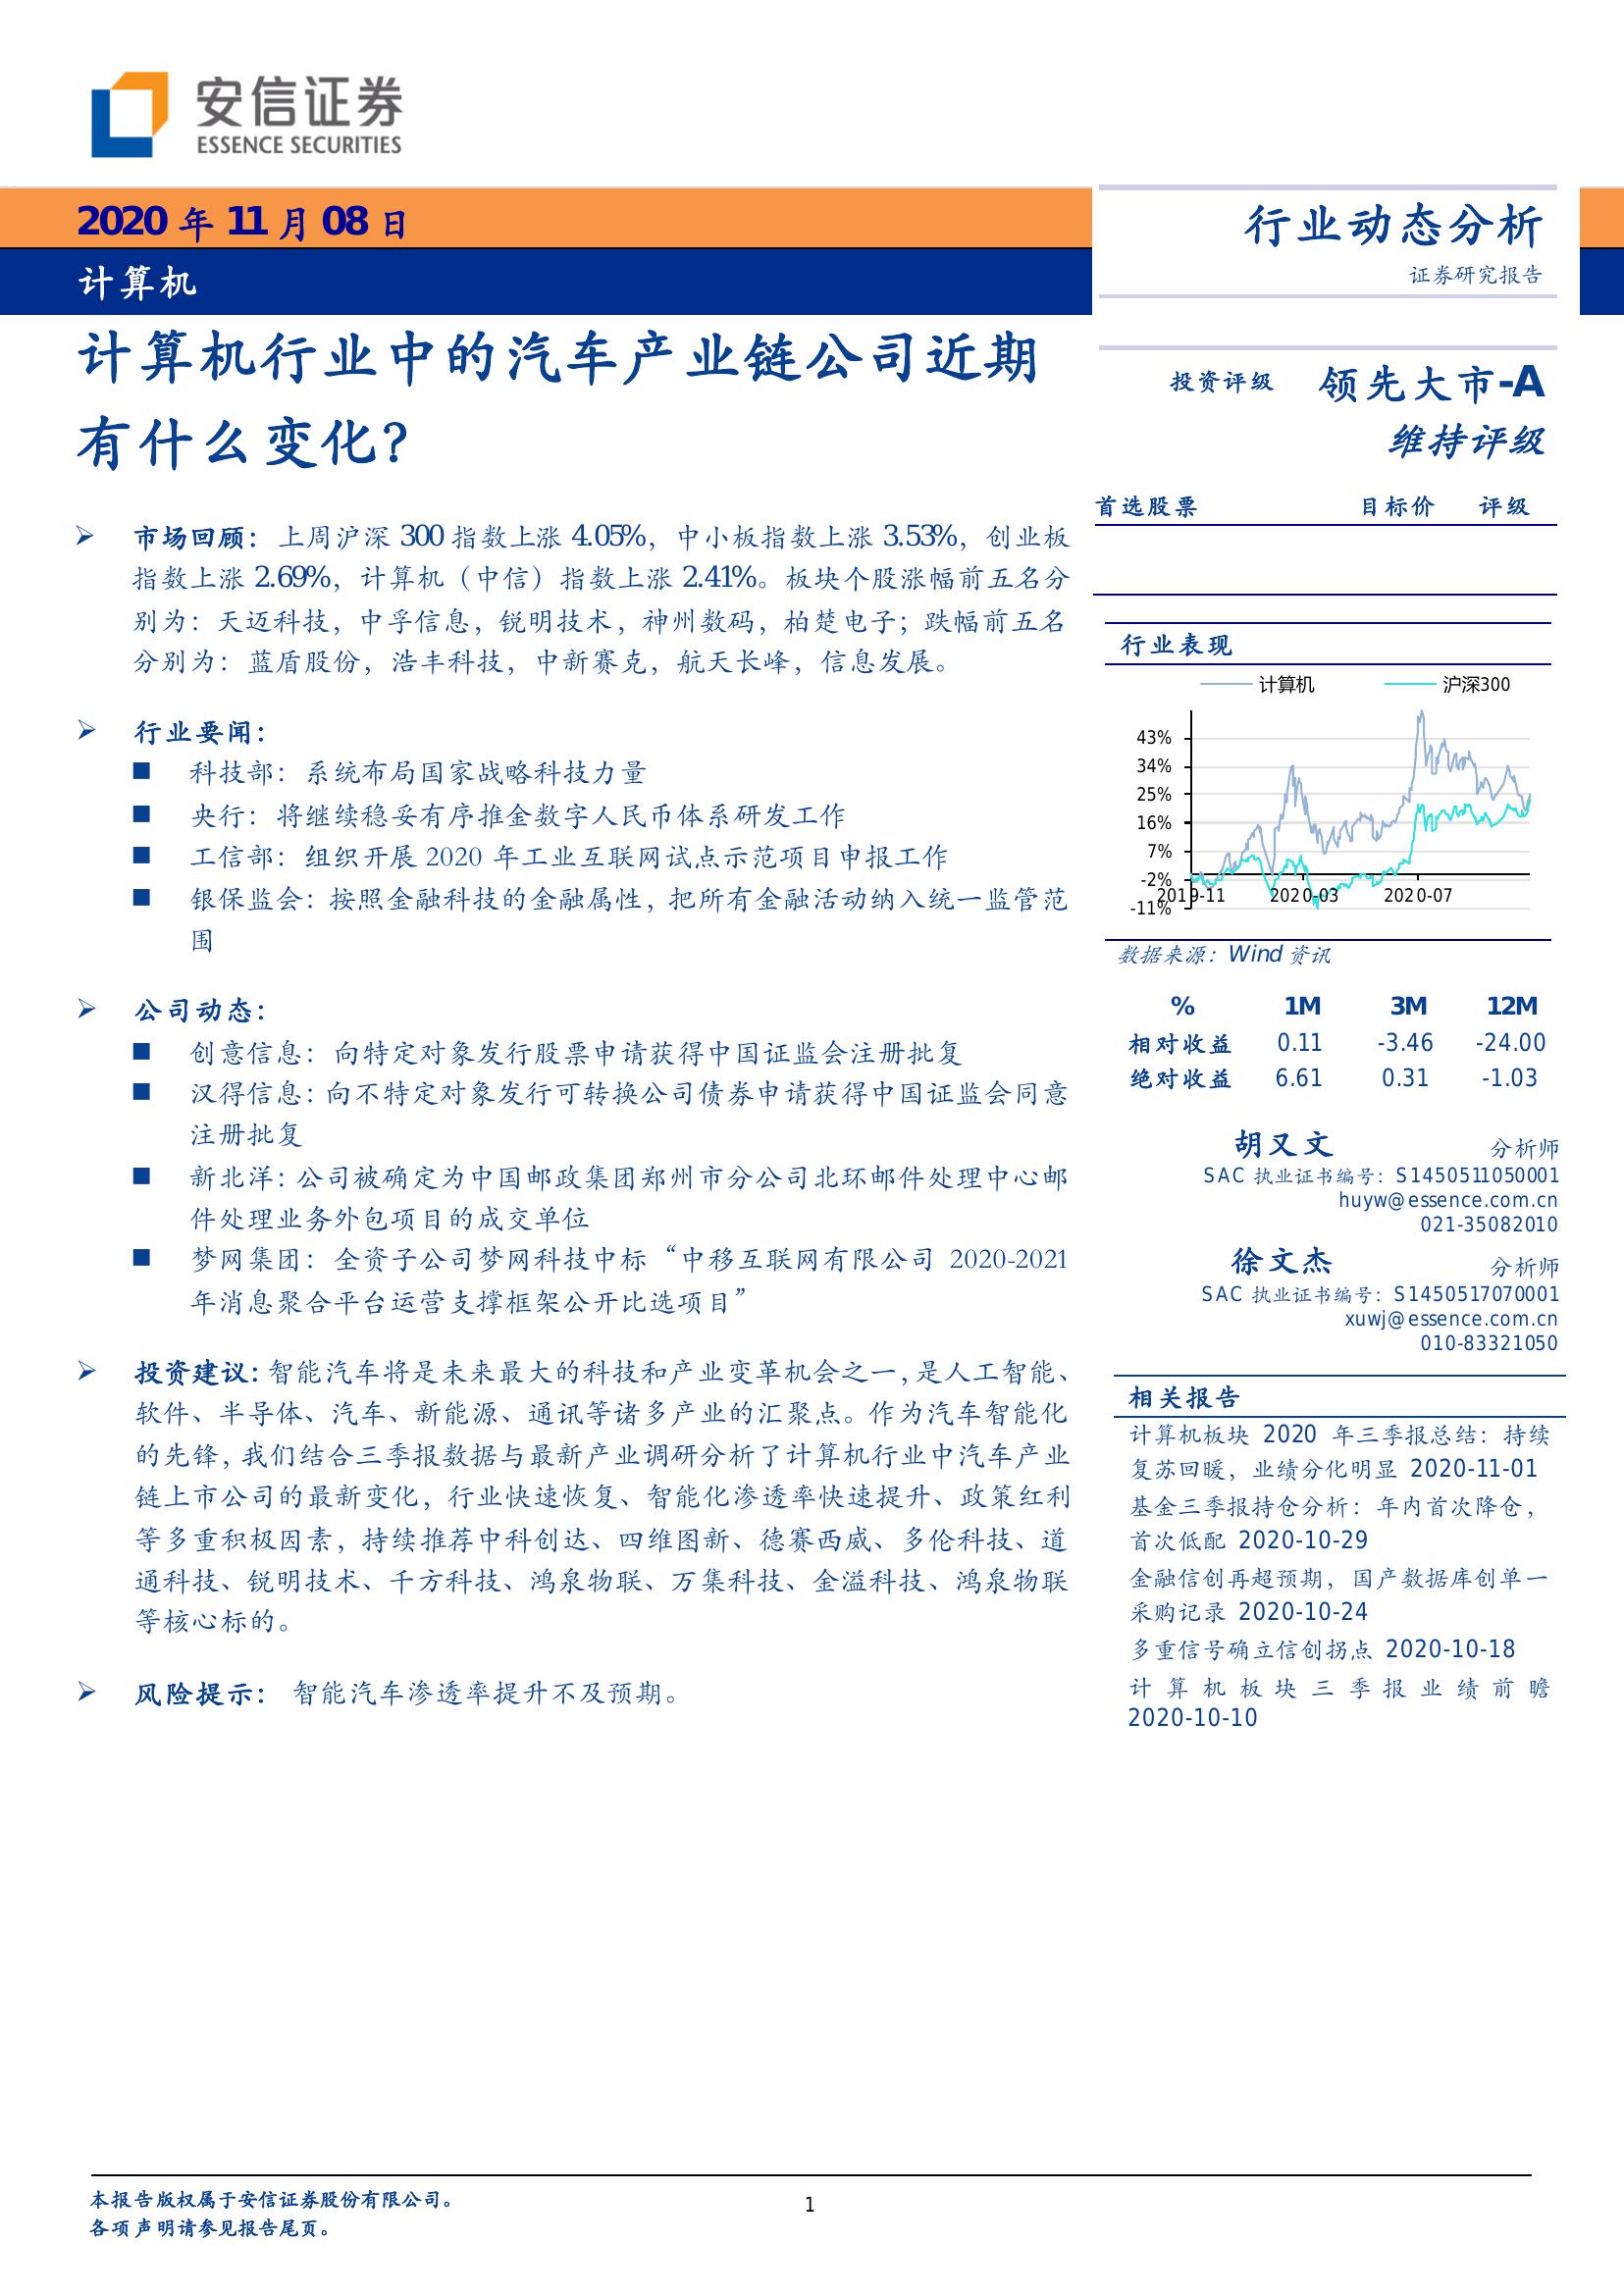 安信证券
ESSENCE SECURITIES
2020 年 11 月 08 日
计算机
行业动态分析
证券研究报告
计算机行业中的汽车产业链公司近期
有什么变化？
市场回顾：上周沪深 300 指数上涨 4.05%，中小板指数上涨 3.53%，创业板
指数上涨 2.69%，计算机（中信）指数上涨 2.41%。板块个股涨幅前五名分
别为：天迈科技，中孚信息，锐明技术，神州数码，柏楚电子；跌幅前五名
分别为：蓝盾股份，浩丰科技，中新赛克，航天长峰，信息发展。
行业要闻：
科技部：系统布局国家战略科技力量
央行：将继续稳妥有序推金数字人民币体系研发工作
工信部：组织开展 2020 年工业互联网试点示范项目申报工作
银保监会：按照金融科技的金融属性，把所有金融活动纳入统一监管范
围
公司动态：
创意信息：向特定对象发行股票申请获得中国证监会注册批复
汉得信息：向不特定对象发行可转换公司债券申请获得中国证监会同意
注册批复
新北洋：公司被确定为中国邮政集团郑州市分公司北环邮件处理中心邮
件处理业务外包项目的成交单位
梦网集团：全资子公司梦网科技中标“中移互联网有限公司 2020-2021
年消息聚合平台运营支撑框架公开比选项目”
投资建议：智能汽车将是未来最大的科技和产业变革机会之一，是人工智能、
软件、半导体、汽车、新能源、通讯等诸多产业的汇聚点。作为汽车智能化
的先锋，我们结合三季报数据与最新产业调研分析了计算机行业中汽车产业
链上市公司的最新变化，行业快速恢复、智能化渗透率快速提升、政策红利
等多重积极因素，持续推荐中科创达、四维图新、德赛西威、多伦科技、道
通科技、锐明技术、千方科技、鸿泉物联、万集科技、金溢科技、鸿泉物联
等核心标的。
风险提示：智能汽车渗透率提升不及预期。
投资评级 领先大市-A
维持评级
首选股票 目标价 评级
行业表现
计算机 沪深300
43%
34%
25%
16%
7%
-2%
-11%
2019-11 2020-03 2020-07
数据来源：Wind 资讯
% 1M 3M 12M
相对收益 0.11 -3.46 -24.00
绝对收益 6.61 0.31 -1.03
胡又文 分析师
SAC 执业证书编号：S1450511050001
huyw@essence.com.cn
021-35082010
徐文杰 分析师
SAC 执业证书编号：S1450517070001
xuwj@essence.com.cn
010-83321050
相关报告
计算机板块 2020 年三季报总结：持续
复苏回暖，业绩分化明显 2020-11-01
基金三季报持仓分析：年内首次降仓，
首次低配 2020-10-29
金融信创再超预期，国产数据库创单一
采购记录 2020-10-24
多重信号确立信创拐点 2020-10-18
计算机板块三季报业绩前瞻
2020-10-10
本报告版权属于安信证券股份有限公司。
各项声明请参见报告尾页。
1